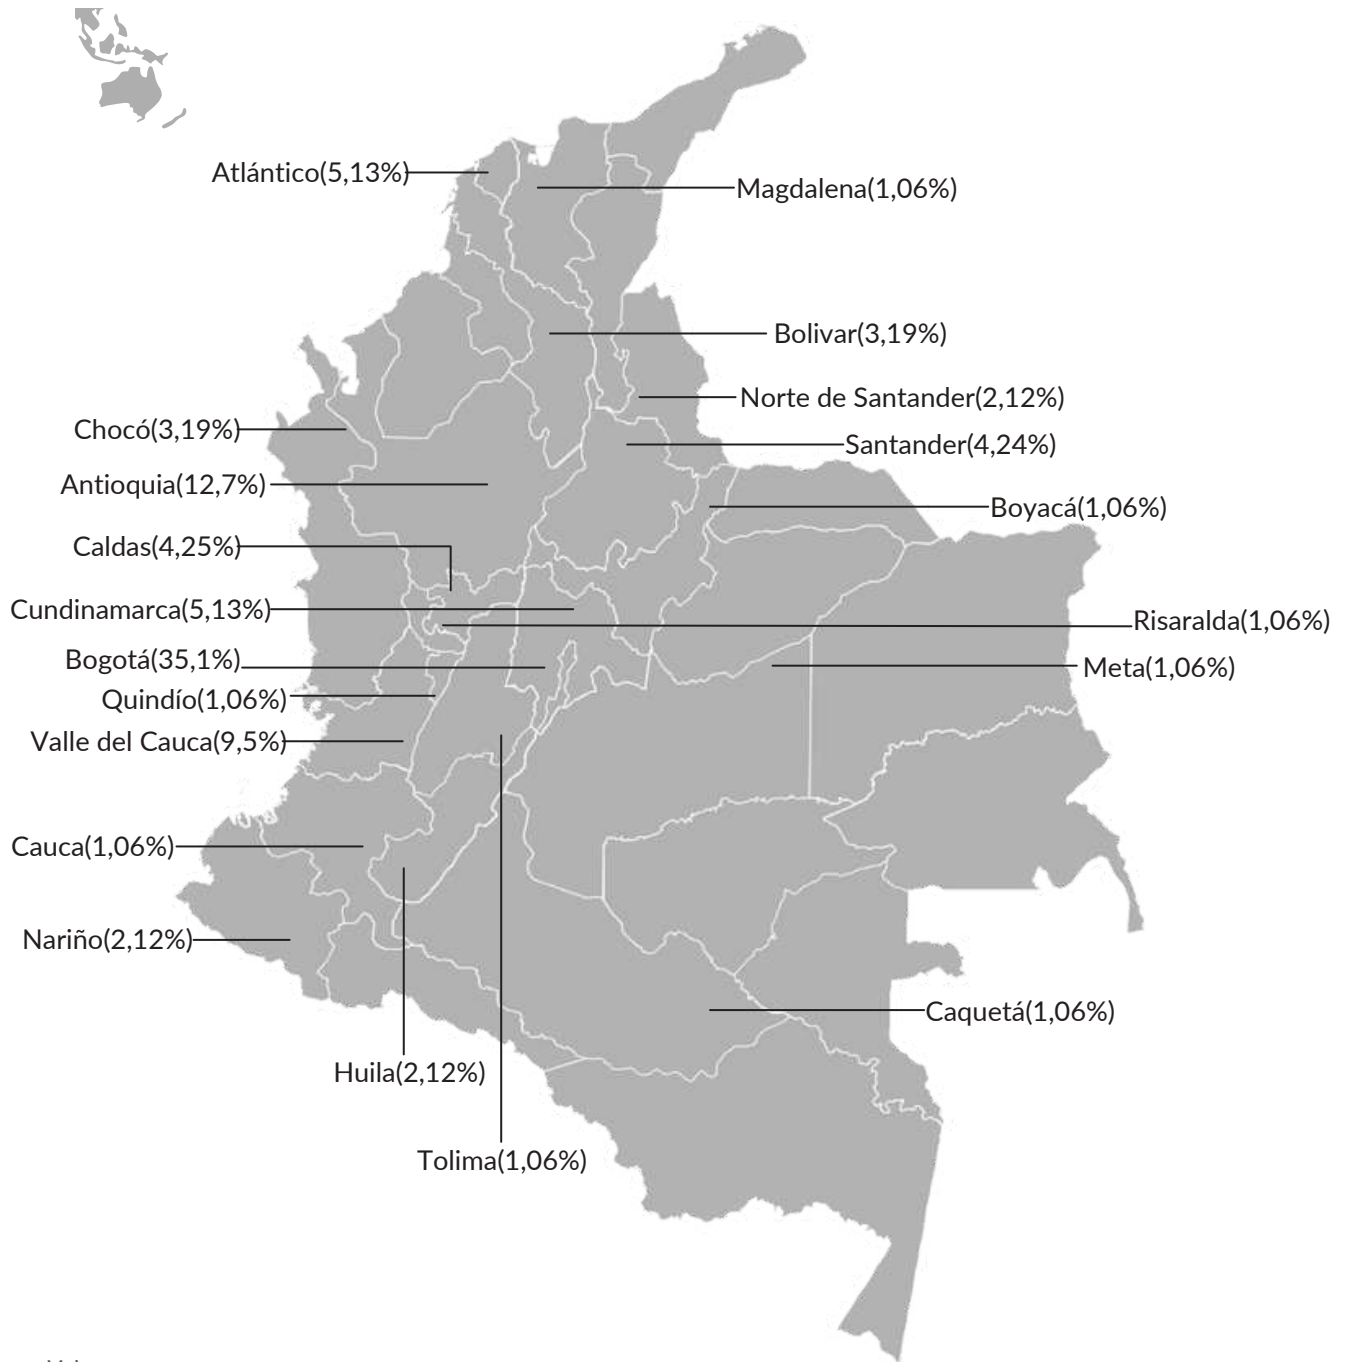 Atlántico(5,13%)
Magdalena(1,06%)
Bolivar(3,19%)
Norte de Santander(2,12%)
Chocó(3,19%)
Santander(4,24%)
Antioquia(12,7%)
Boyacá(1,06%)
Caldas(4,25%)
Cundinamarca(5,13%)
Risaralda(1,06%)
Bogotá(35,1%)
Meta(1,06%)
Quindío(1,06%)
Valle del Cauca(9,5%)
Cauca(1,06%)
Nariño(2,12%)
Caquetá(1,06%)
Huila(2,12%)
Tolima(1,06%)